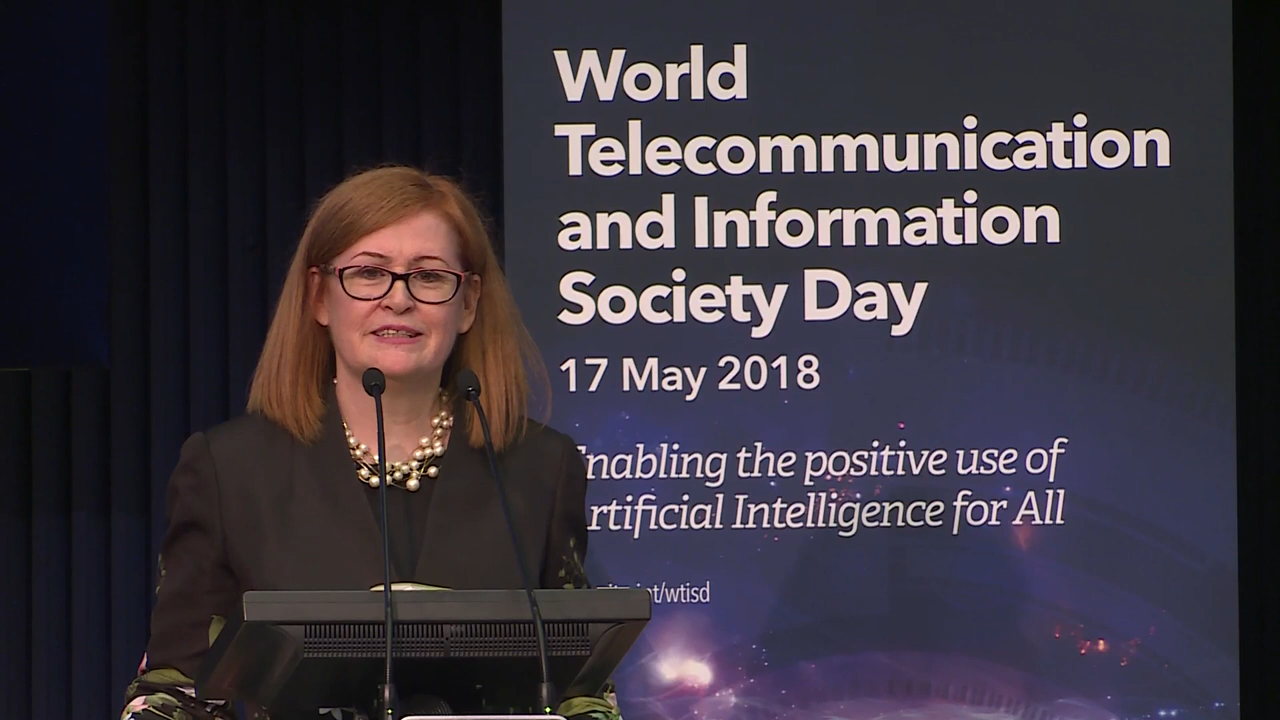 World
Telecommunication
and Information
Society Day
17 May 2018
nabling the positive use of
rtificial Intelligence for All
int/wtisd